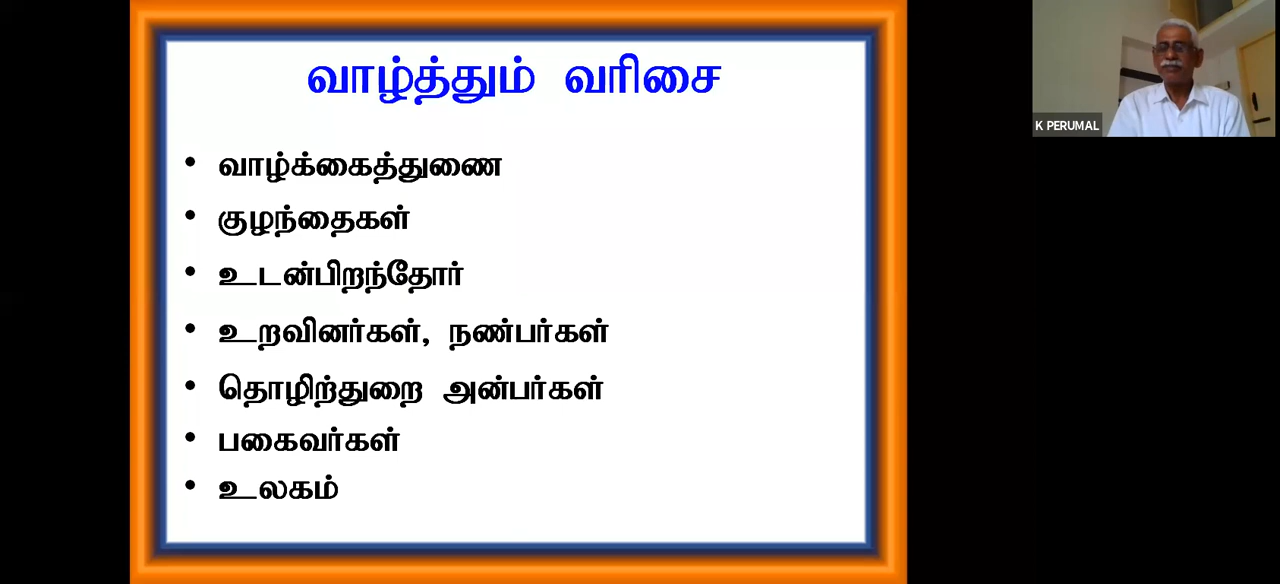 வாழ்த்தும் வரிசை
• வாழ்க்கைத்துணை
• குழந்தைகள்
• உடன்பிறந்தோர்
• உறவினர்கள், நண்பர்கள்
• தொழிற்துறை அன்பர்கள்
• பகைவர்கள்
• உலகம்
K PERUMAL